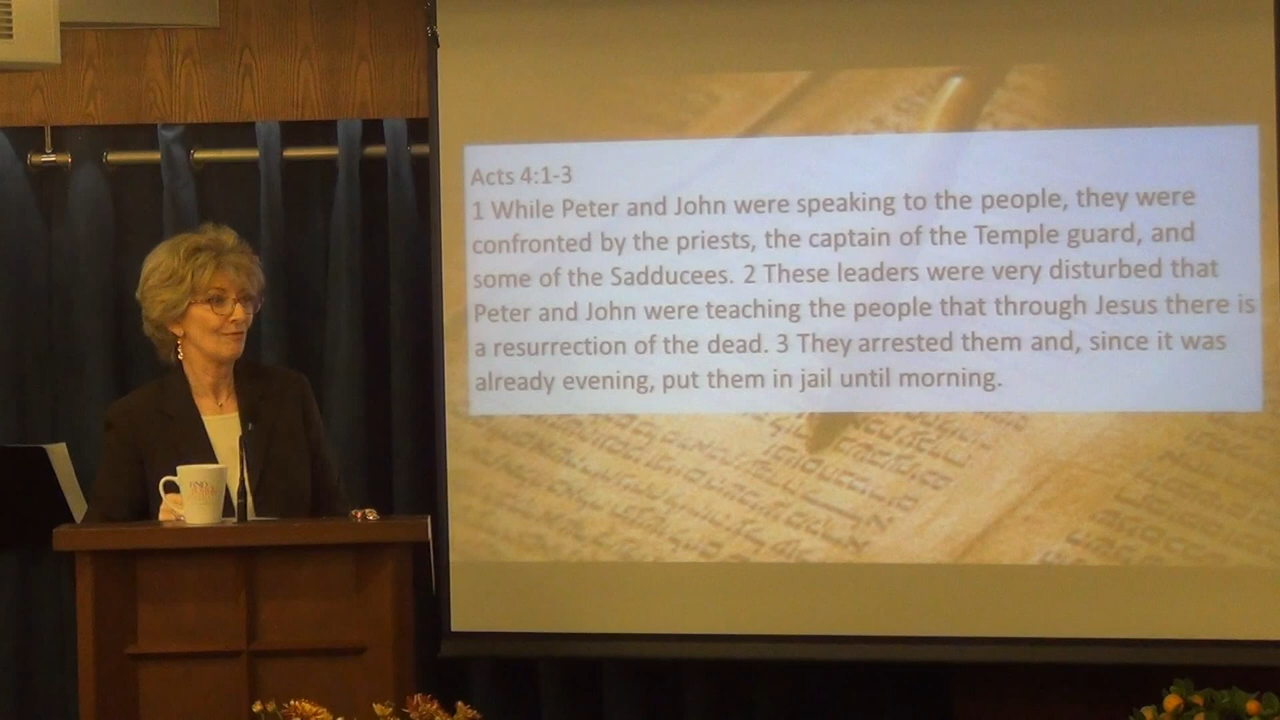 Acts 4:1-3
1 While Peter and John were speaking to the people, they were
confronted by the priests, the captain of the Temple guard, and
some of the Sadducees. 2 These leaders were very disturbed that
Peter and John were teaching the people that through Jesus there is
a resurrection of the dead. 3 They arrested them and, since it was
already evening, put them in jail until morning.